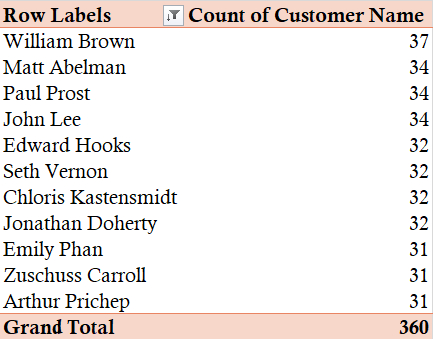 Row Labels Count of Customer Name
William Brown 37
Matt Abelman 34
Paul Prost 34
John Lee 34
Edward Hooks 32
Seth Vernon 32
Chloris Kastensmidt 32
Jonathan Doherty 32
Emily Phan 31
Zuschuss Carroll 31
Arthur Prichep 31
Grand Total 360